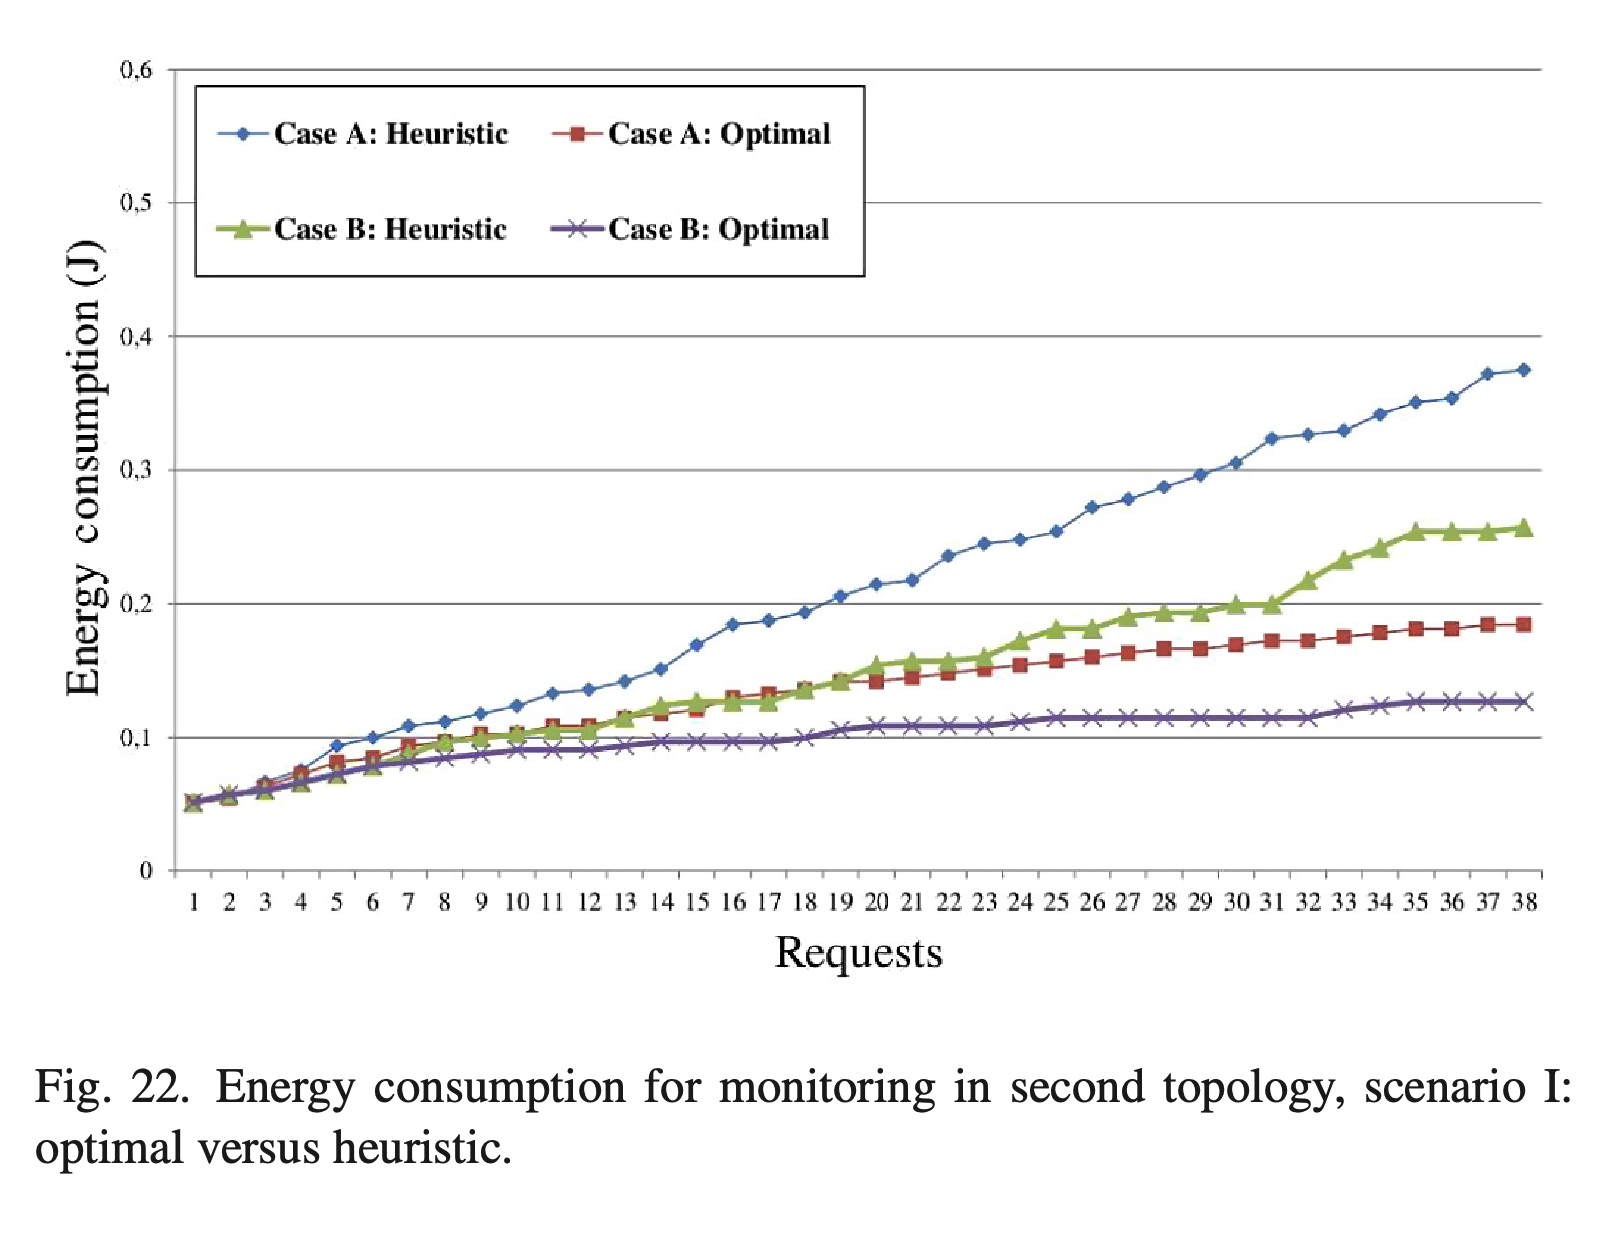 0,6
0,5
0,4
0,3
0,2
0,1
0
Energy consumption (J)
Case A: Heuristic Case A: Optimal
Case B: Heuristic Case B: Optimal
1 2 3 4 5 6 7 8 9 10 11 12 13 14 15 16 17 18 19 20 21 22 23 24 25 26 27 28 29 30 31 32 33 34 35 36 37 38
Requests
Fig. 22. Energy consumption for monitoring in second topology, scenario I:
optimal versus heuristic.